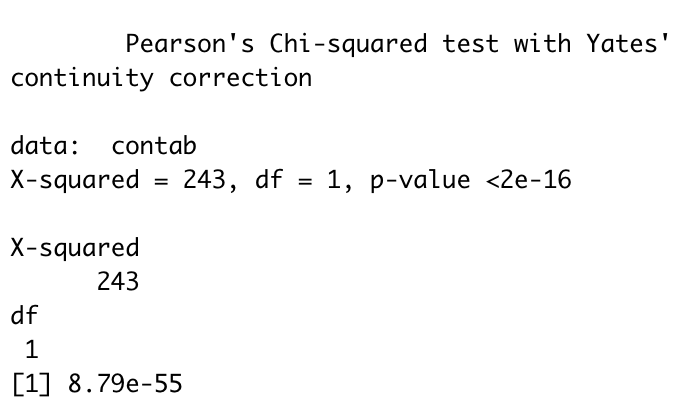 Pearson's Chi-squared test with Yates'
continuity correction
data:  contab
X-squared = 243, df = 1, p-value <2e-16
X-squared
243
df
1
[1] 8.79e-55